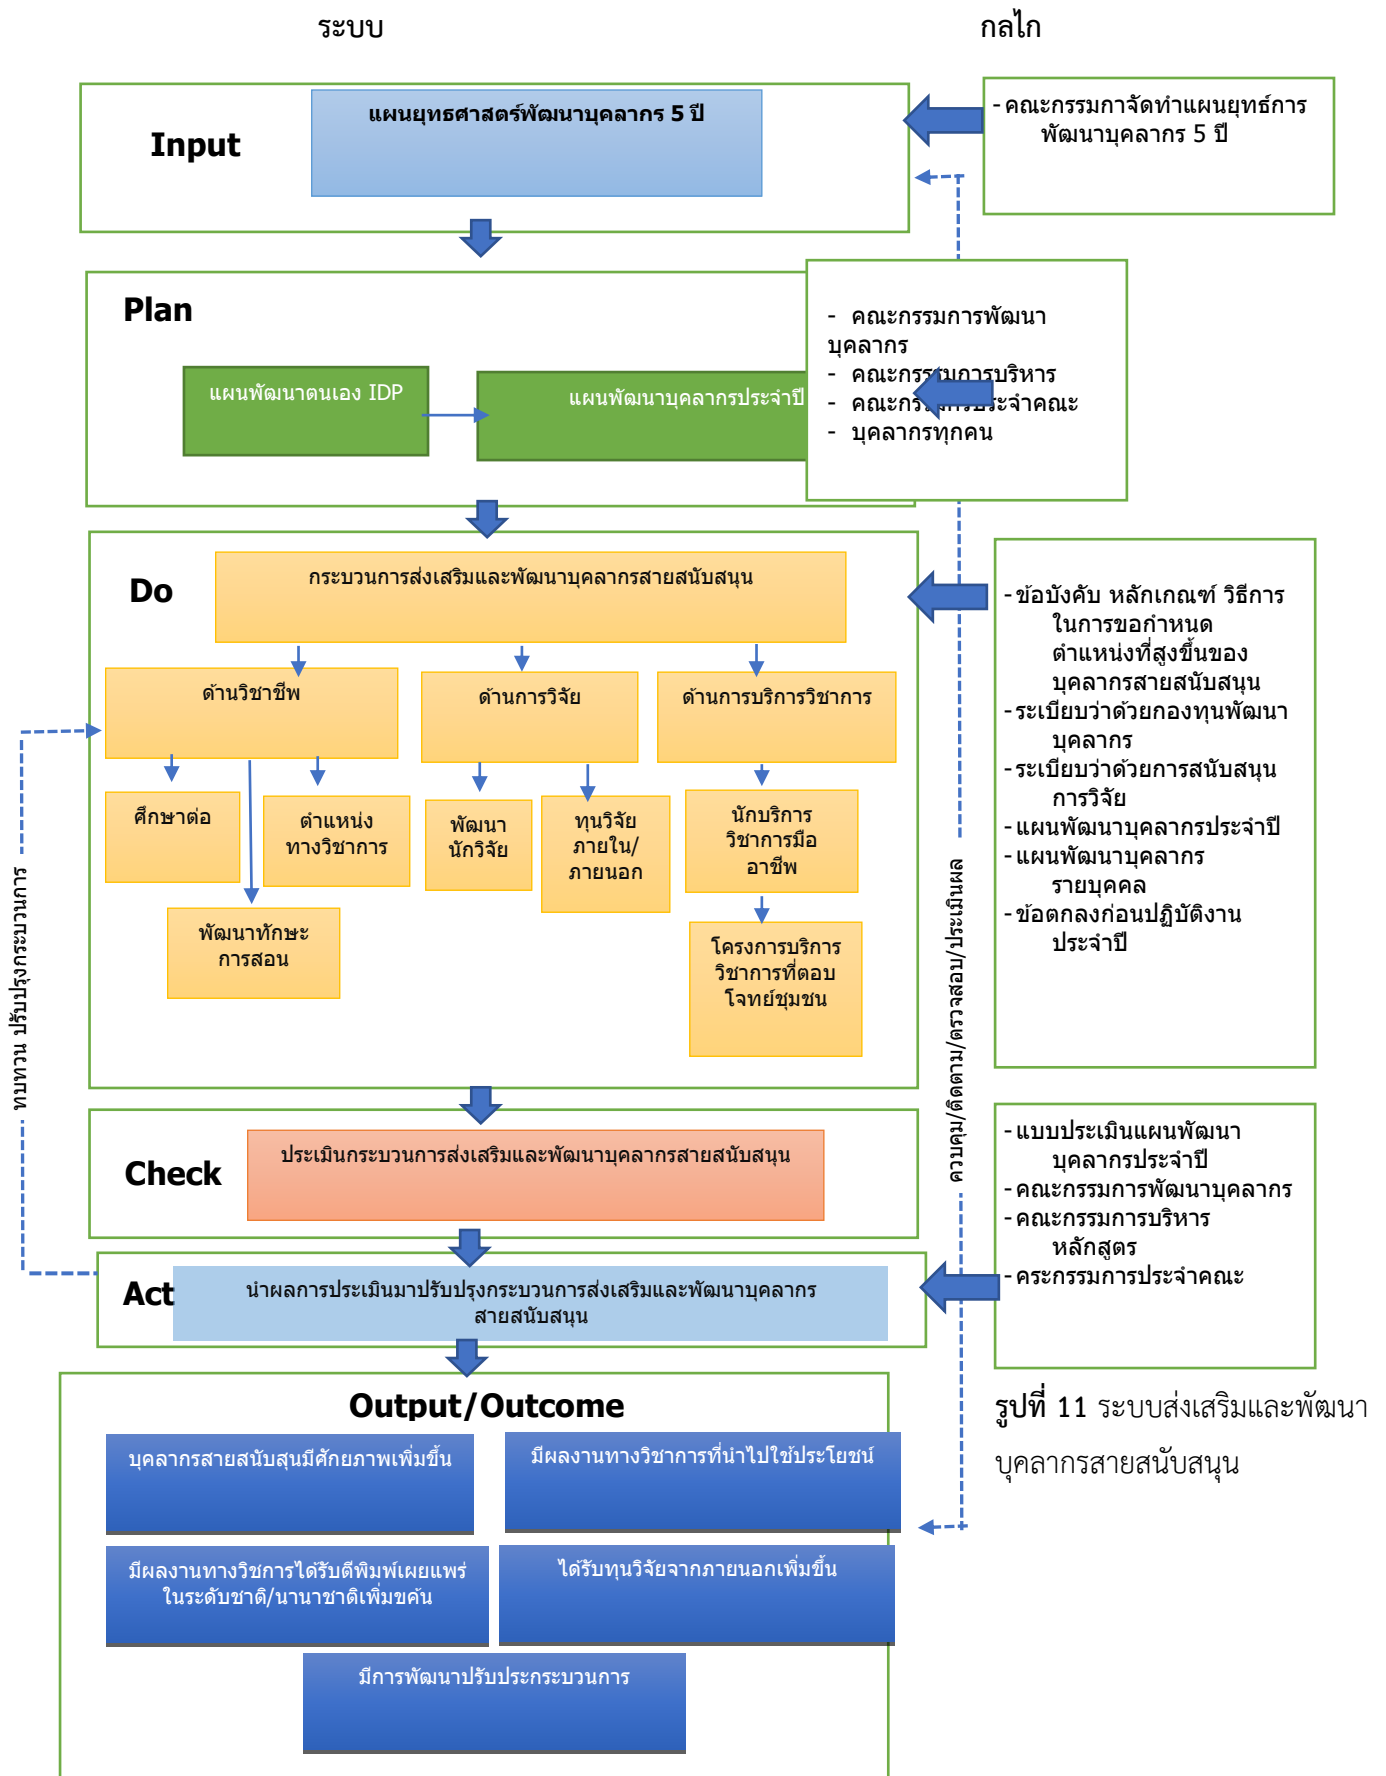 ระบบ
กลไก
Input
แผนยุทธศาสตร์พัฒนาบุคลากร 5 ปี
-คณะกรรมกาจัดทำแผนยุทธ์การ
พัฒนาบุคลากร 5 ปี
Plan
แผนพัฒนาตนเอง IDP
แผนพัฒนาบุคลากรประจำปี
- คณะกรรมการพัฒนา
บุคลากร
- คณะกรรมการบริหาร
- ประจำคณะ
- บุคลากรทุกคน
Do
กระบวนการส่งเสริมและพัฒนาบุคลากรสายสนับสนุน
ด้านวิชาชีพ
ด้านการวิจัย
ด้านการบริการวิชาการ
ศึกษาต่อ
ตำแหน่ง
ทางวิชาการ
พัฒนาทักษะ
การสอน
พัฒนา
นักวิจัย
ทุนวิจัย
ภายใน/
ภายนอก
นักบริการ
วิชาการมือ
อาชีพ
โครงการบริการ
วิชาการที่ตอบ
โจทย์ชุมชน
-ข้อบังคับ หลักเกณฑ์ วิธีการ
ในการขอกำหนด
ตำแหน่งที่สูงขึ้นของ
บุคลากรสายสนับสนุน
-ระเบียบว่าด้วยกองทุนพัฒนา
บุคลากร
-ระเบียบว่าด้วยการสนับสนุน
การวิจัย
-แผนพัฒนาบุคลากรประจำปี
-แผนพัฒนาบุคลากร
รายบุคคล
-ข้อตกลงก่อนปฏิบัติงาน
ประจำปี
ทบทวน ปรับปรุงกระบวนการ
ควบคุม/ติดตาม/ตรวจสอบ/ประเมินผล
Check
ประเมินกระบวนการส่งเสริมและพัฒนาบุคลากรสายสนับสนุน
-แบบประเมินแผนพัฒนา
บุคลากรประจำปี
-คณะกรรมการพัฒนาบุคลากร
-คณะกรรมการบริหาร
หลักสูตร
-คระกรรมการประจำคณะ
Act
นำผลการประเมินมาปรับปรุงกระบวนการส่งเสริมและพัฒนาบุคลากร
สายสนับสนุน
Output/Outcome
บุคลากรสายสนับสุนมีศักยภาพเพิ่มขึ้น
มีผลงานทางวิชาการที่นำไปใช้ประโยชน์
มีผลงานทางวิชการได้รับตีพิมพ์เผยแพร่
ในระดับชาติ/นานาชาติเพิ่มขค้น
ได้รับทุนวิจัยจากภายนอกเพิ่มขึ้น
มีการพัฒนาปรับประกระบวนการ
รูปที่ 11 ระบบส่งเสริมและพัฒนา
บุคลากรสายสนับสนุน